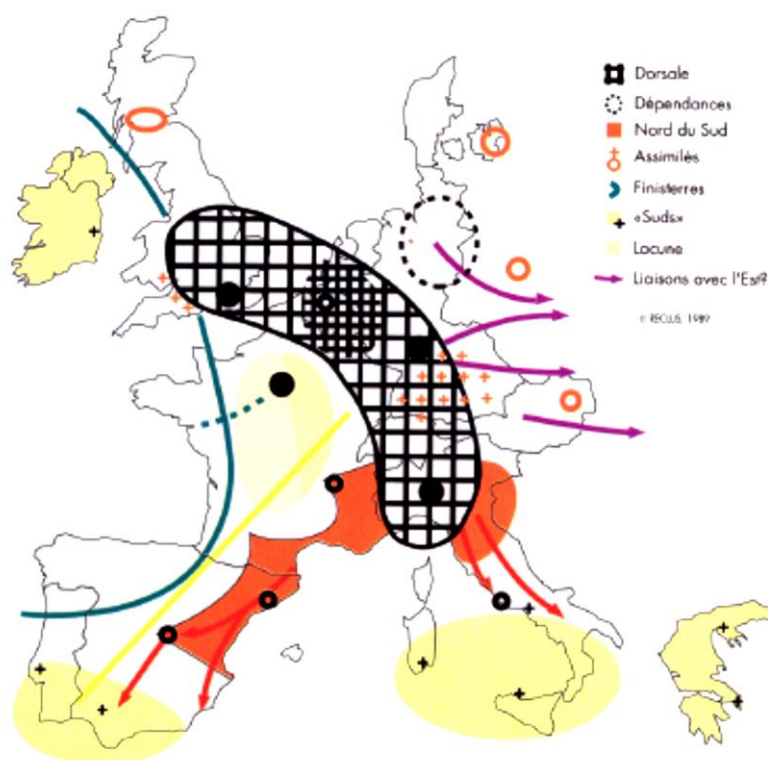 Dorsale
Dépendances
Nord du Sud
Assimilés
Finisterres
«Suds»
Lacune
Liaisons avec l'Est?
© RECLUS, 1989